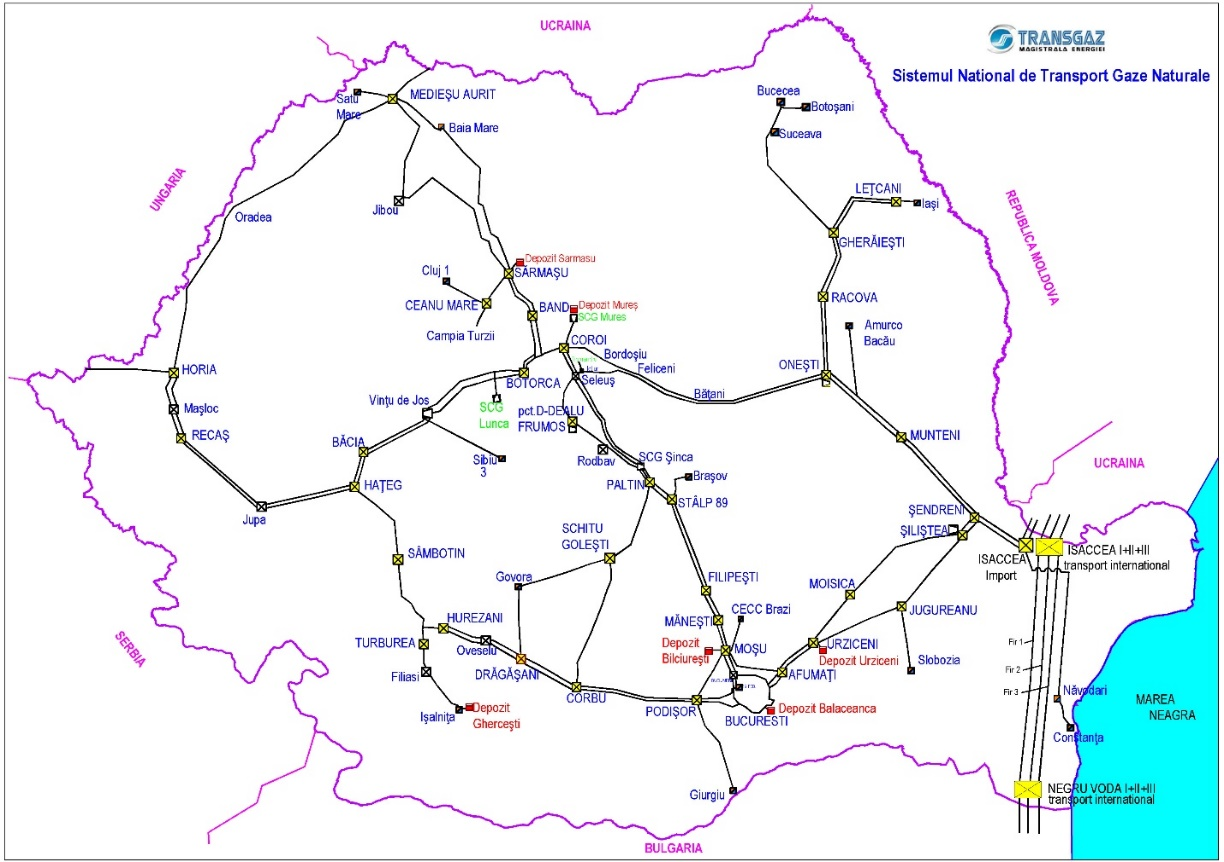 UCRAINA
TRANSGAZ
MAGISTRALA ENERGIEI
Sistemul National de Transport Gaze Naturale
Bucecea
Botoşani
Suceava
Satu
Mare
MEDIEŞU AURIT
Baia Mare
UNGARIA
Oradea
Jibou
LEŢCANI
Iaşi
REPUBLICA MOLDOVA
GHERĂIEŞTI
Depozit Sarmasu
SĂRMAŞU
Cluj 1
CEANU MARE
Campia Turzii
BAND
Depozit Mureş
SCG Mures
RACOVA
Amurco
Bacău
COROI
Bordoşiu
Feliceni
HORIA
BOTORCA
Seleuş
ONEŞTI
Băţani
Maşloc
Vinţu de Jos
SCG
Lunca
pct.D-DEALU
FRUMOS
RECAŞ
BĂCIA
MUNTENI
Sibiu
3
Rodbav
SCG Şinca
PALTIN
Braşov
UCRAINA
HAŢEG
STÂLP 89
Jupa
ŞENDRENI
ŞILIŞTEA
SCHITU
GOLEŞTI
SÂMBOTIN
ISACCEA
Import
ISACCEA I+II+III
transport international
Govora
FILIPEŞTI
MOISICA
HUREZANI
MĂNEŞTI
CECC Brazi
JUGUREANU
SERBIA
TURBUREA
Oveselu
Depozit
Bilciureşti
MOŞU
URZICENI
Depozit Urziceni
Fir 1
Fir 2
Fir 3
DRĂGĂŞANI
Filiasi
AFUMAŢI
Slobozia
CORBU
Işalniţa
Depozit
Gherceşti
PODIŞOR
BUCURESTI
Depozit Balaceanca
Năvodari
MAREA
NEAGRA
Constanţa
Giurgiu
NEGRU VODA I+II+III
transport international
BULGARIA